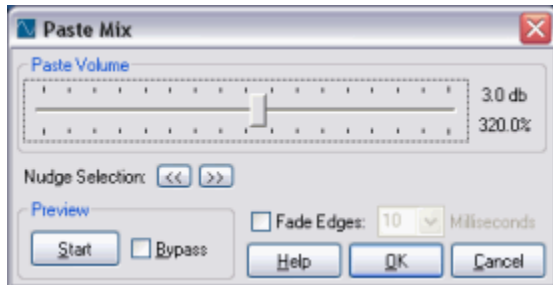 Paste Mix
Paste Volume
3.0 db
320.0%
Nudge Selection: << >>
Preview
Start Bypass
Fade Edges: 10 Milliseconds
Help OK Cancel